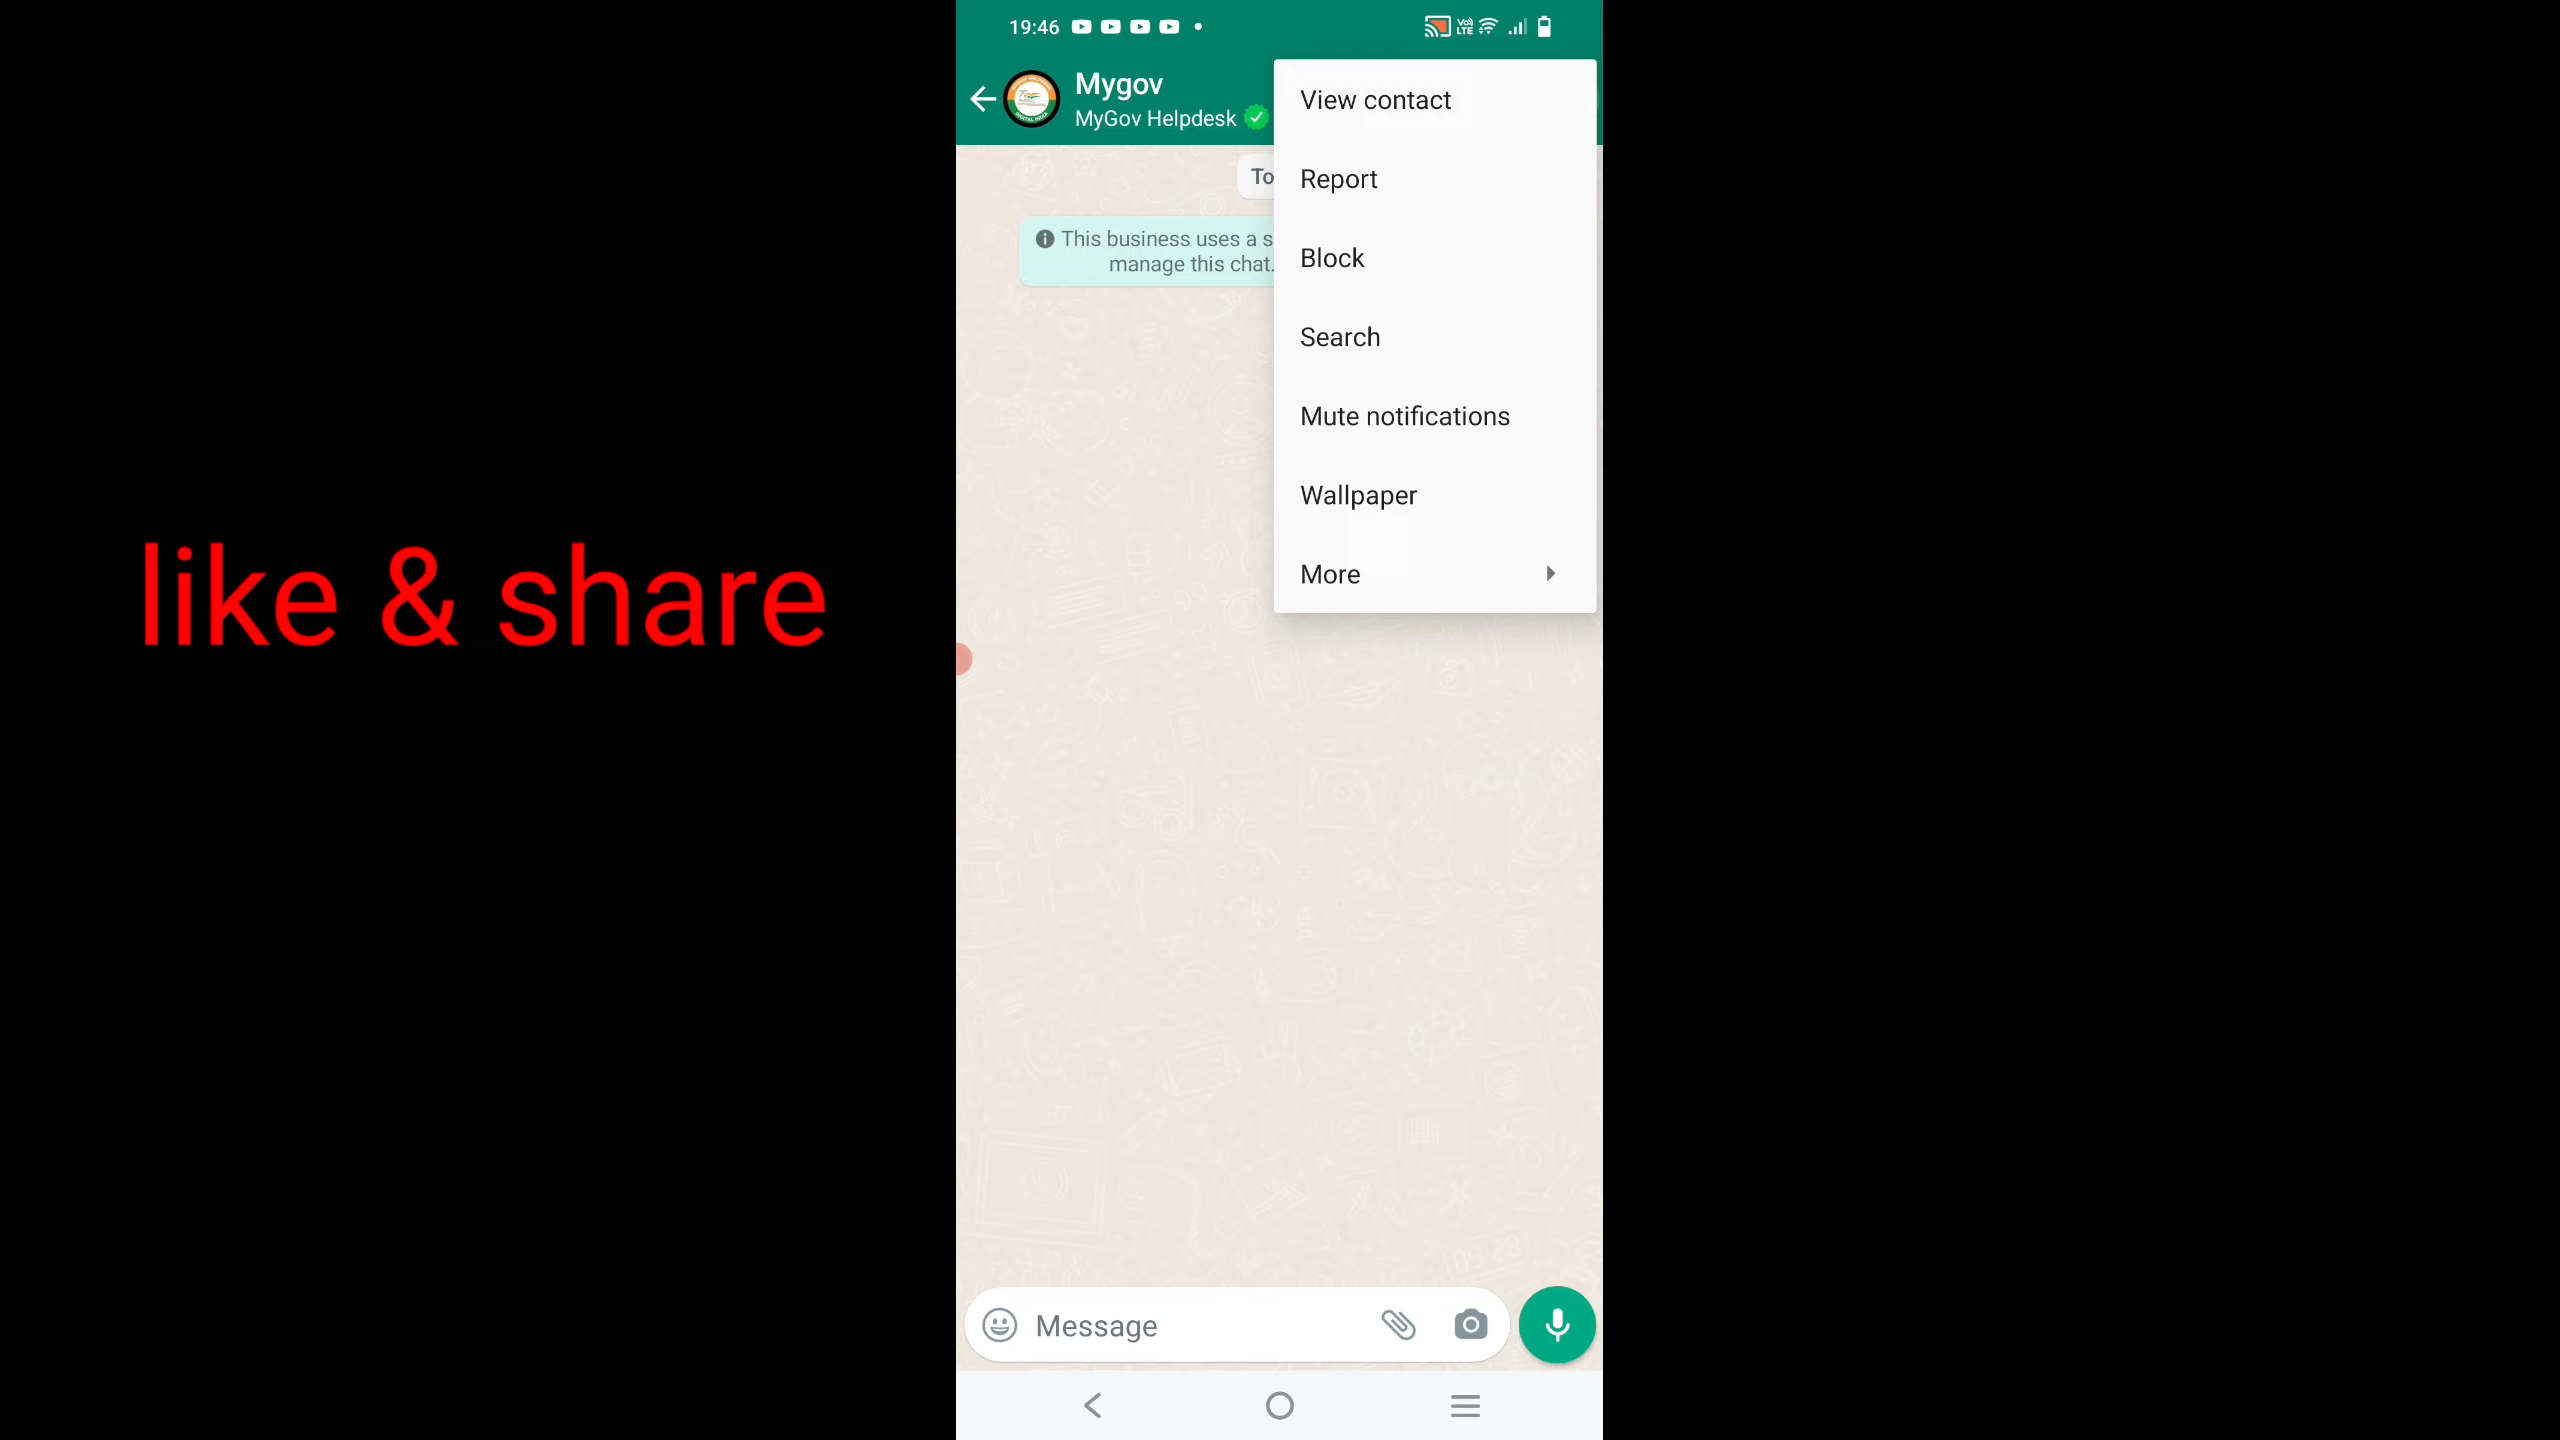 19:46
Mygov
MyGov Helpdesk
View contact
To
Report
This business uses a s
manage this chat.
Block
Search
Mute notifications
Wallpaper
More
like & share
Message